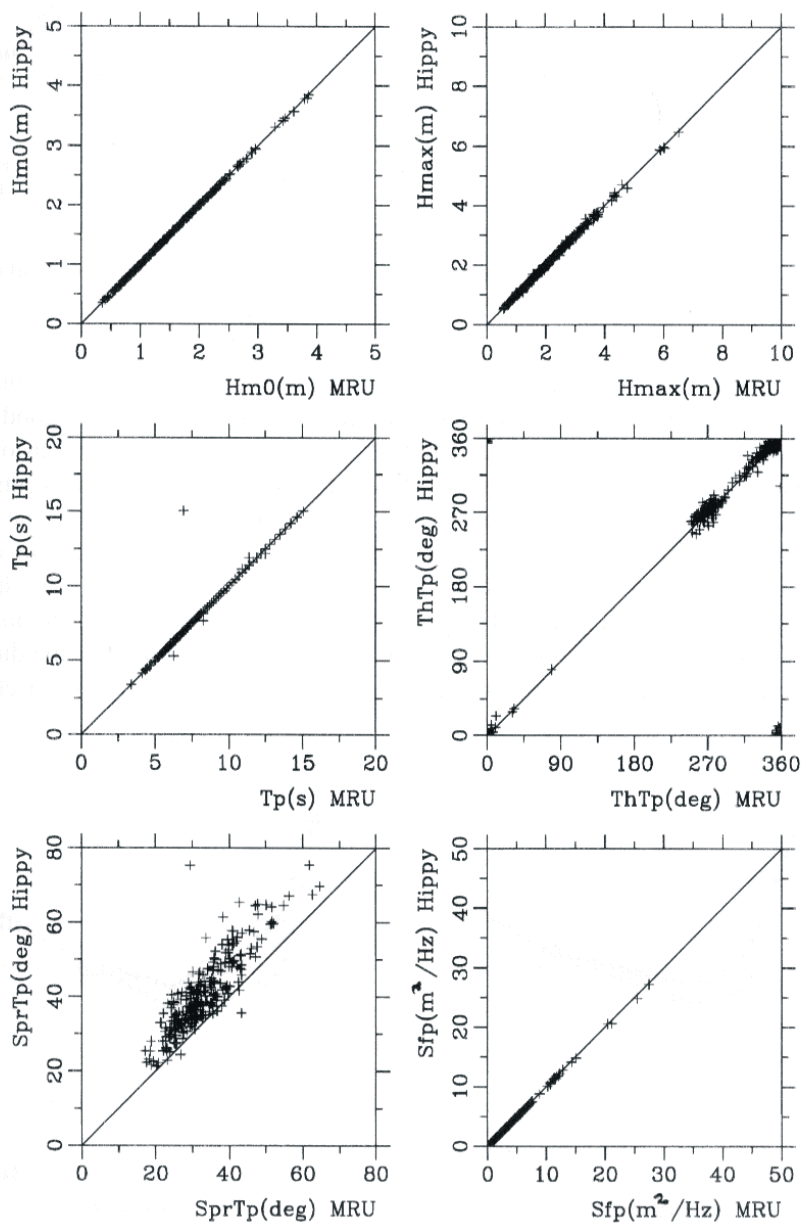 Hm0(m) Hippy
5
4
3
2
1
0
0 1 2 3 4 5
Hm0(m) MRU
Hmax(m) Hippy
10
8
6
4
2
0
0 2 4 6 8 10
Hmax(m) MRU
Tp(s) Hippy
20
15
10
5
0
0 5 10 15 20
Tp(s) MRU
ThTp(deg) Hippy
360
270
180
90
0
0 90 180 270 360
ThTp(deg) MRU
SprTp(deg) Hippy
80
60
40
20
0
0 20 40 60 80
SprTp(deg) MRU
Sfp(m²/Hz) Hippy
50
40
30
20
10
0
0 10 20 30 40 50
Sfp(m²/Hz) MRU